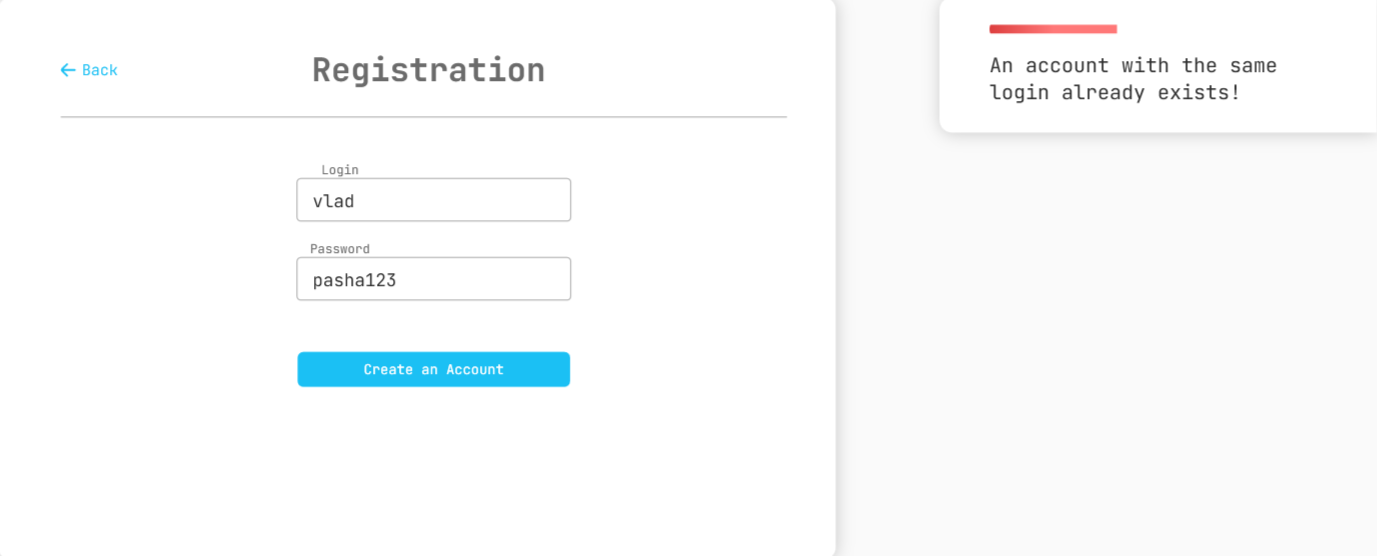 Back
Registration
Login
vlad
Password
pasha123
Create an Account
An account with the same
login already exists!